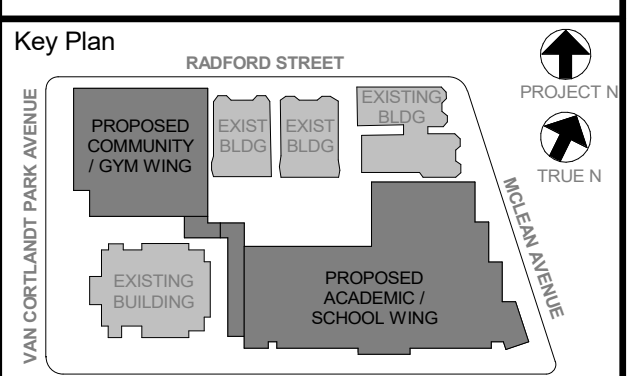 Key Plan
RADFORD STREET
PROJECT N
TRUE N
VAN CORTLANDT PARK AVENUE
PROPOSED
COMMUNITY
/ GYM WING
EXIST
BLDG
EXIST
BLDG
EXISTING
BLDG
MCLEAN AVENUE
EXISTING
BUILDING
PROPOSED
ACADEMIC /
SCHOOL WING